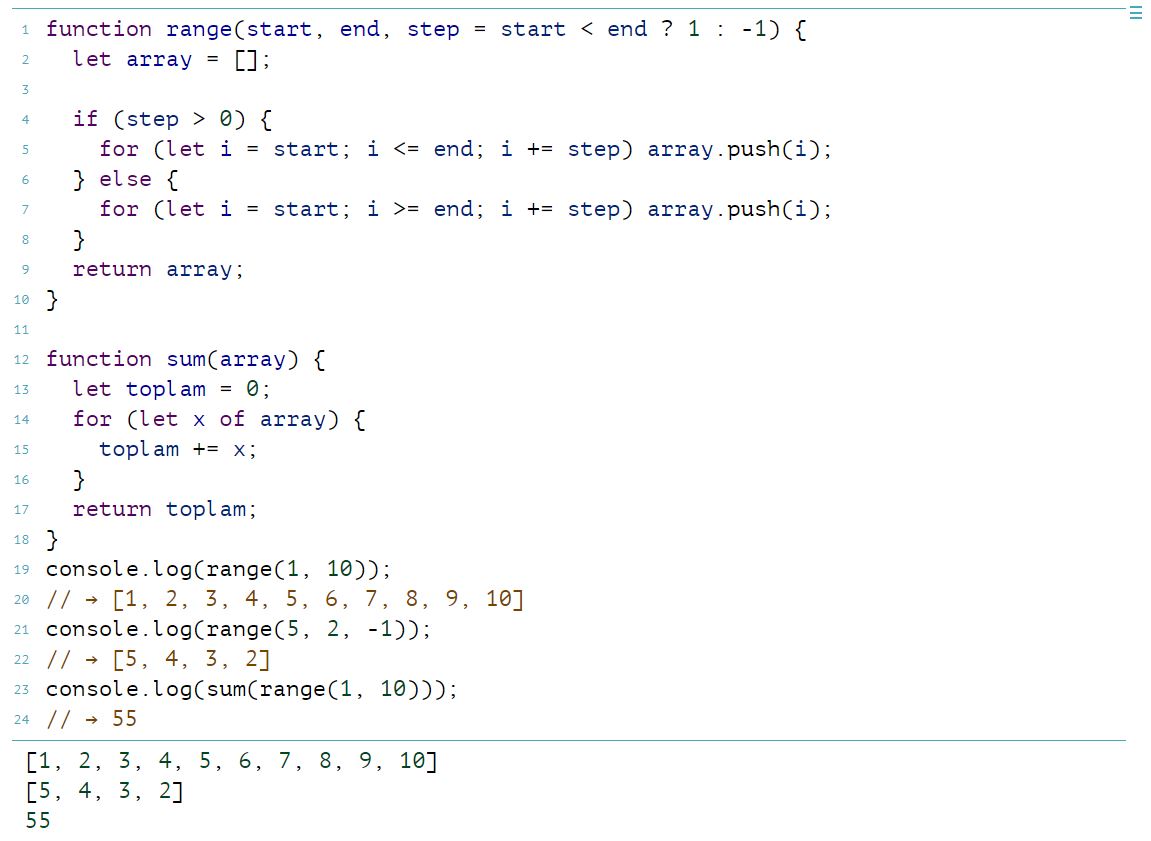 1 function range(start, end, step = start < end ? 1 : -1) {
2   let array = [];
3
4   if (step > 0) {
5     for (let i = start; i <= end; i += step) array.push(i);
6   } else {
7     for (let i = start; i >= end; i += step) array.push(i);
8   }
9   return array;
10 }
11
12 function sum(array) {
13   let toplam = 0;
14   for (let x of array) {
15     toplam += x;
16   }
17   return toplam;
18 }
19 console.log(range(1, 10));
20 // → [1, 2, 3, 4, 5, 6, 7, 8, 9, 10]
21 console.log(range(5, 2, -1));
22 // → [5, 4, 3, 2]
23 console.log(sum(range(1, 10)));
24 // → 55
[1, 2, 3, 4, 5, 6, 7, 8, 9, 10]
[5, 4, 3, 2]
55